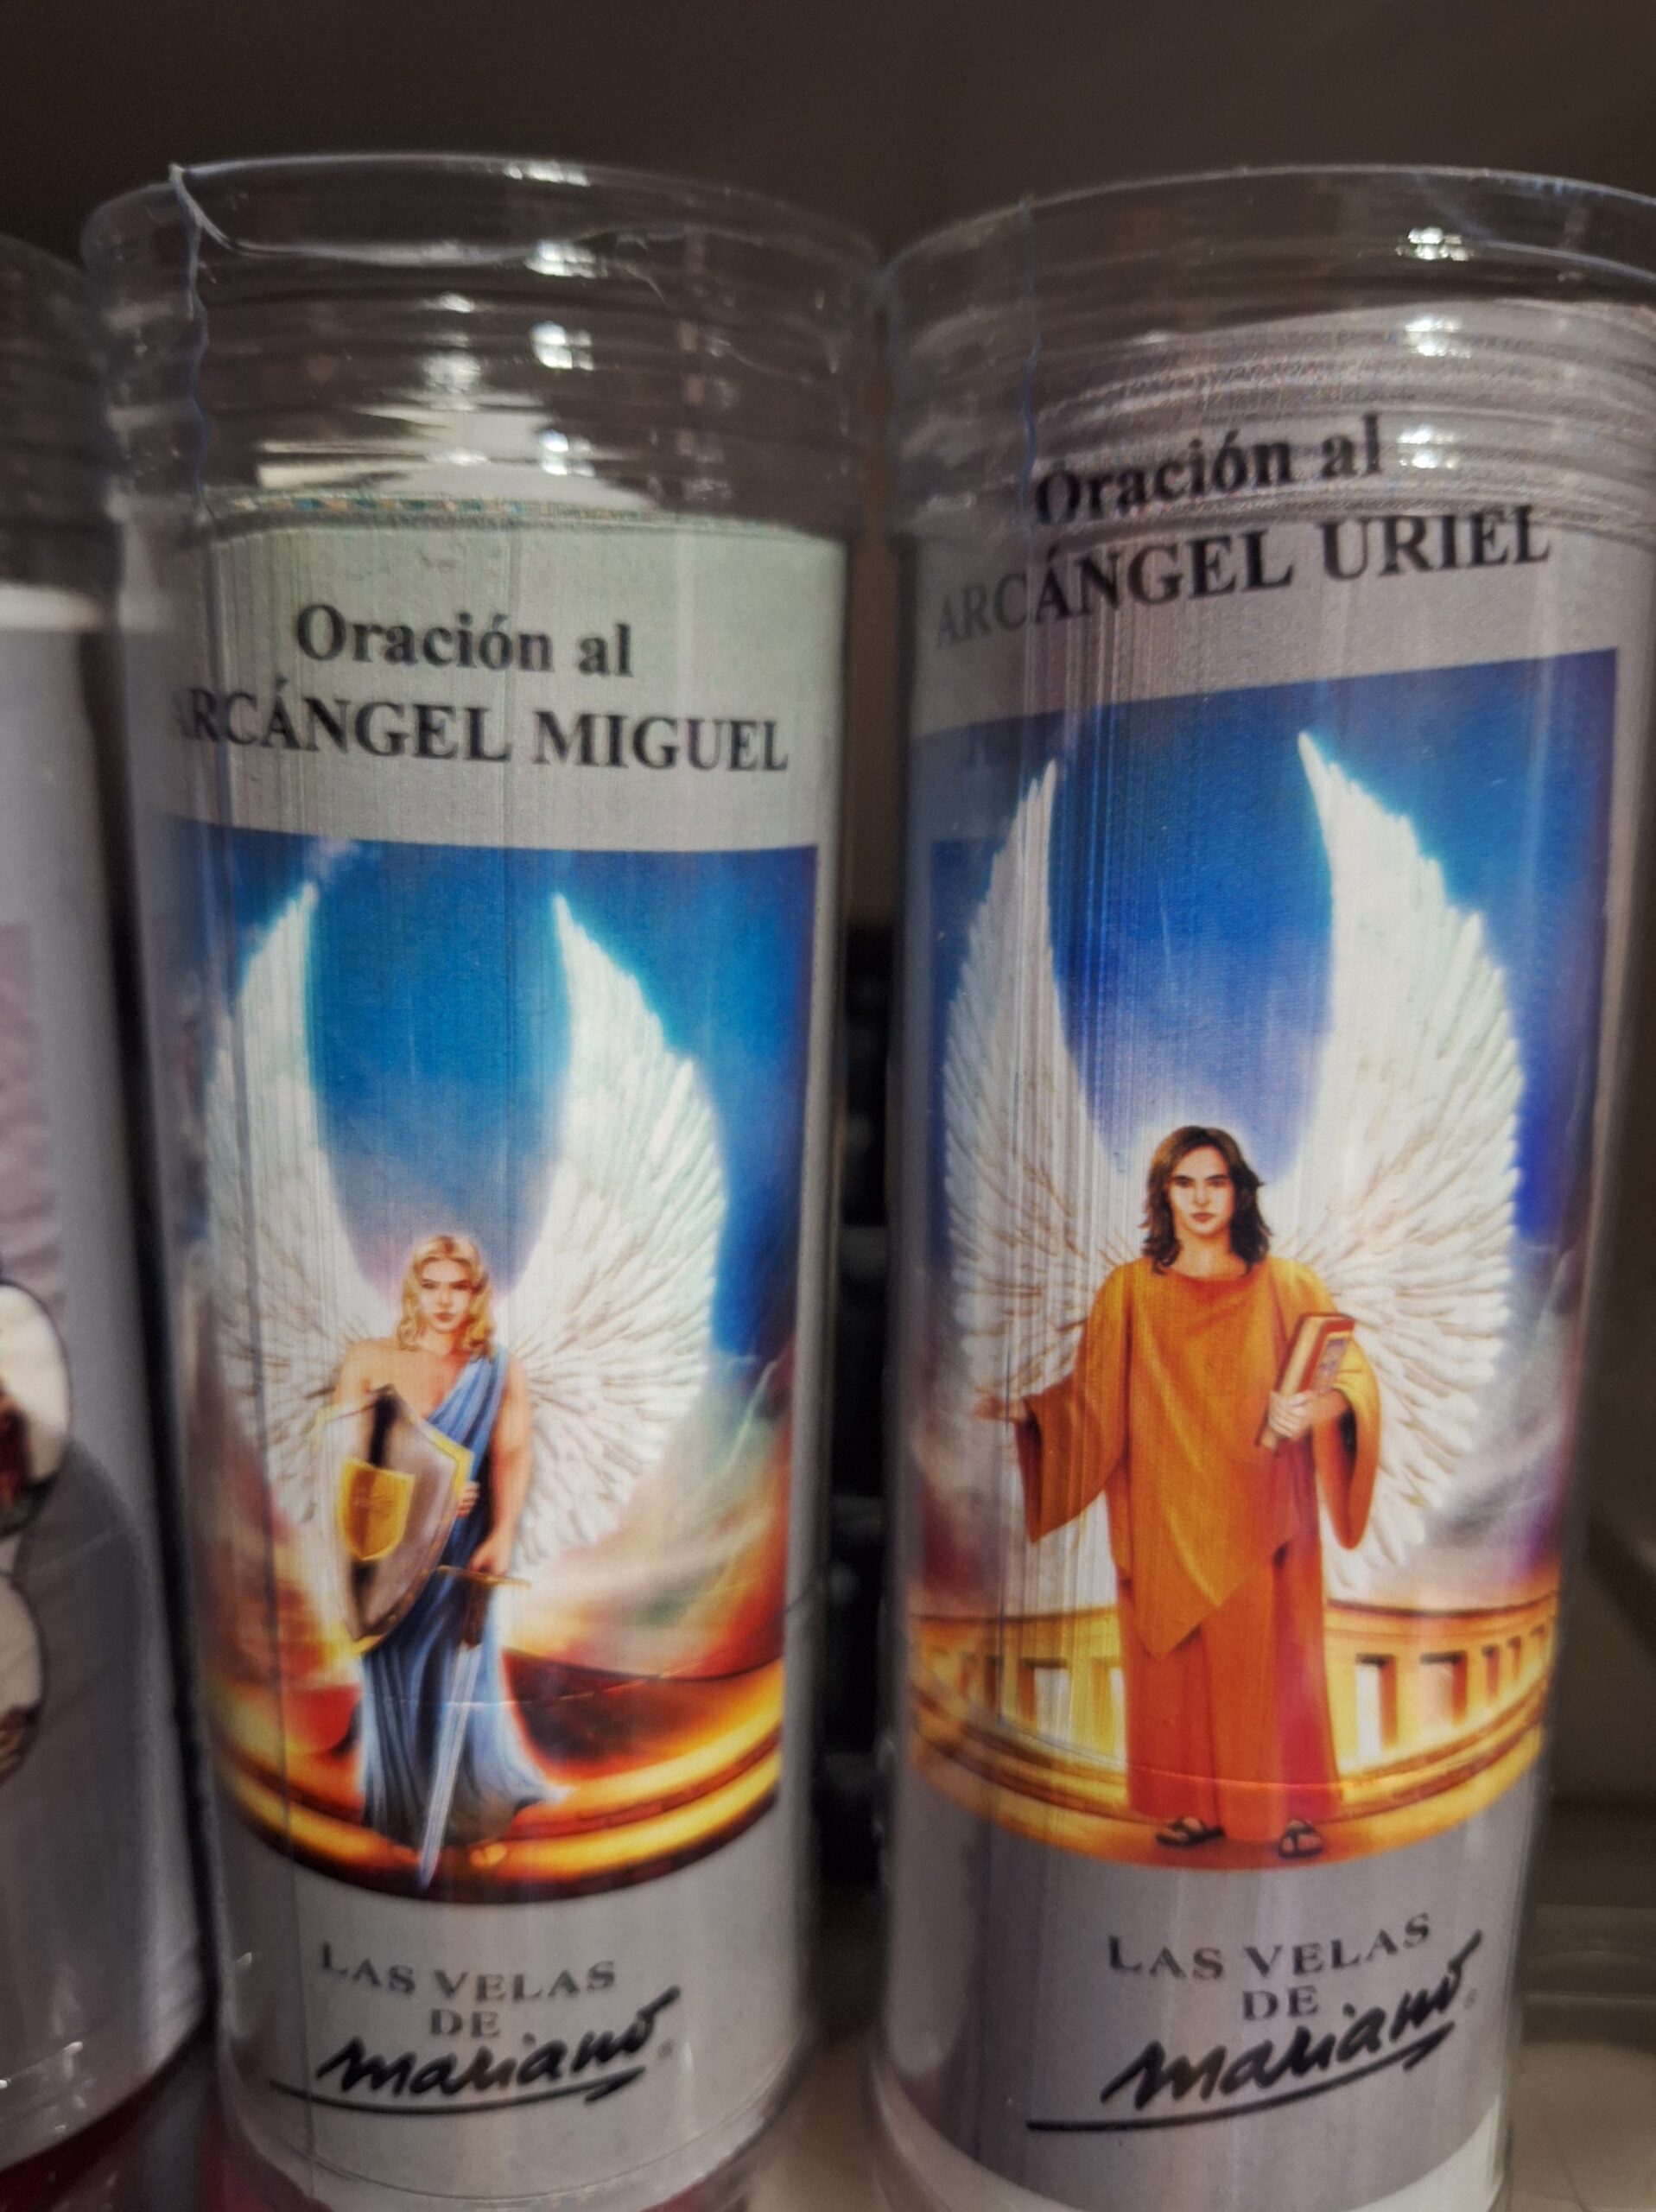 Oración al
ARCÁNGEL MIGUEL
LAS VELAS
DE
mariano
Oración al
ARCÁNGEL URIEL
LAS VELAS
DE
mariano